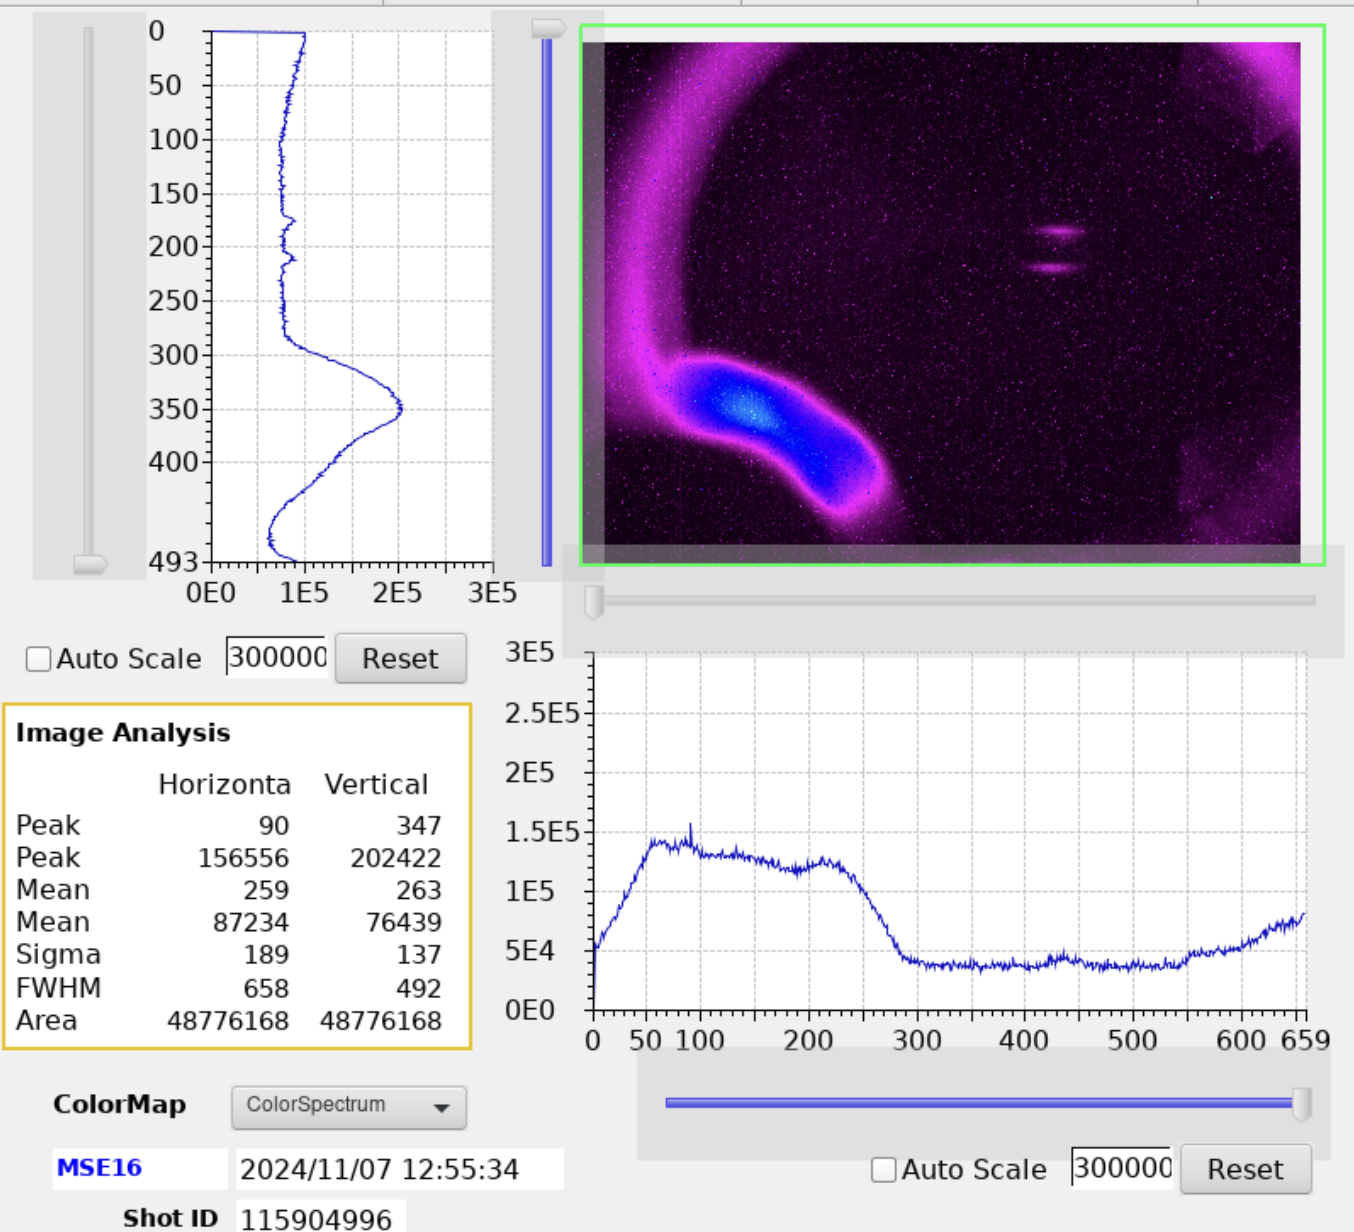 0
50
100
150
200
250
300
350
400
493
0E0 1E5 2E5 3E5
Auto Scale 300000 Reset
Image Analysis
Horizonta Vertical
Peak 90 347
Peak 156556 202422
Mean 259 263
Mean 87234 76439
Sigma 189 137
FWHM 658 492
Area 48776168 48776168
3E5
2.5E5
2E5
1.5E5
1E5
5E4
0E0
0 50 100 200 300 400 500 600 659
ColorMap ColorSpectrum
MSE16 2024/11/07 12:55:34
Shot ID 115904996
Auto Scale 300000 Reset